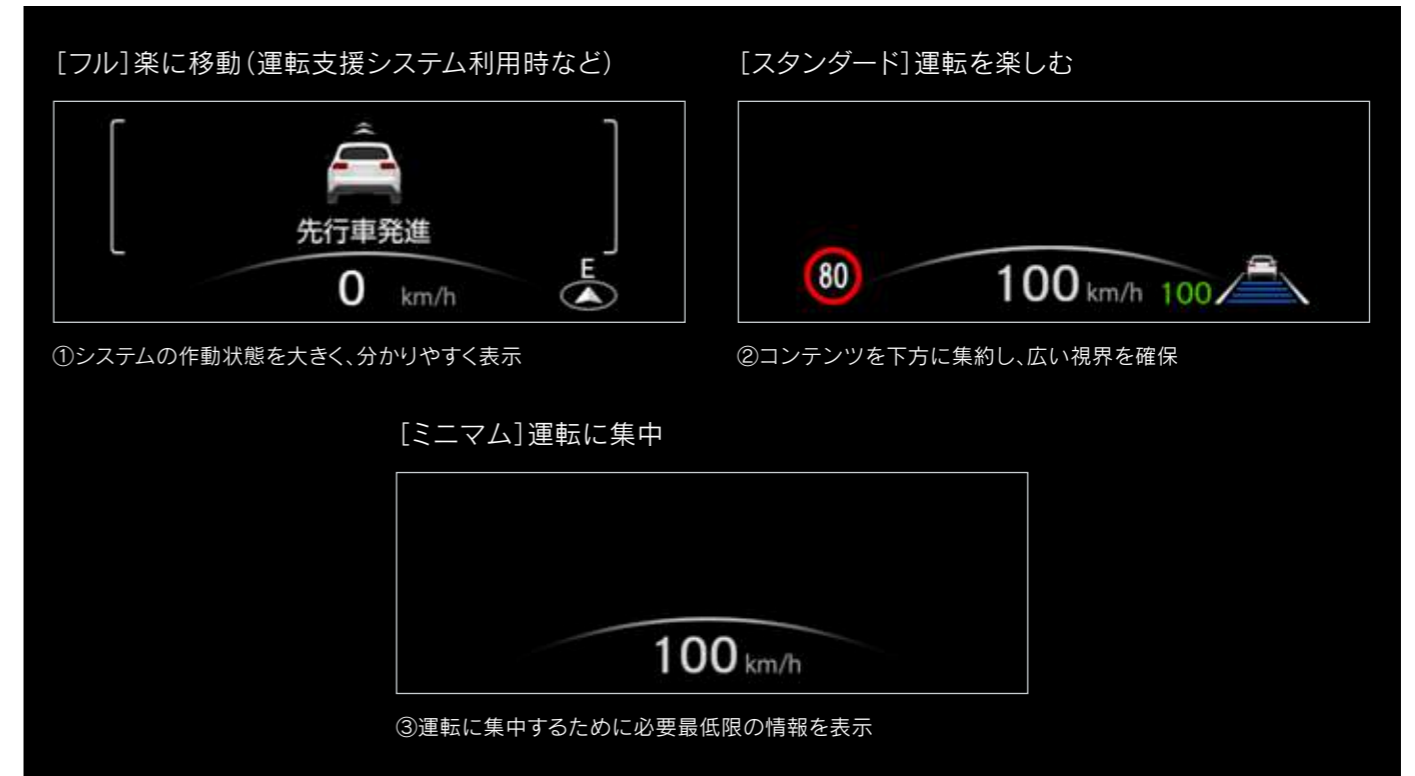 [フル]楽に移動(運転支援システム利用時など)
先行車発進
0 km/h
E
①システムの作動状態を大きく、分かりやすく表示
[スタンダード]運転を楽しむ
80
100 km/h 100
②コンテンツを下方に集約し、広い視界を確保
[ミニマム]運転に集中
100 km/h
③運転に集中するために必要最低限の情報を表示